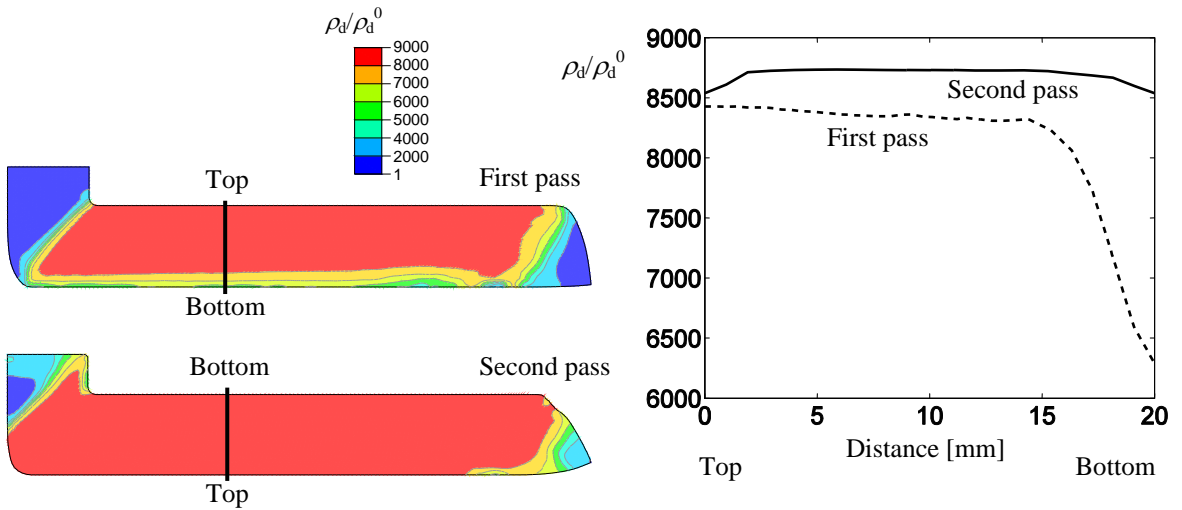 ρd/ρd0
9000
8000
7000
6000
5000
4000
2000
1
Top
First pass
Bottom
Bottom
Second pass
Top
ρd/ρd0
9000
8500
8000
7500
7000
6500
6000
Second pass
First pass
0 5 10 15 20
Distance [mm]
Top Bottom